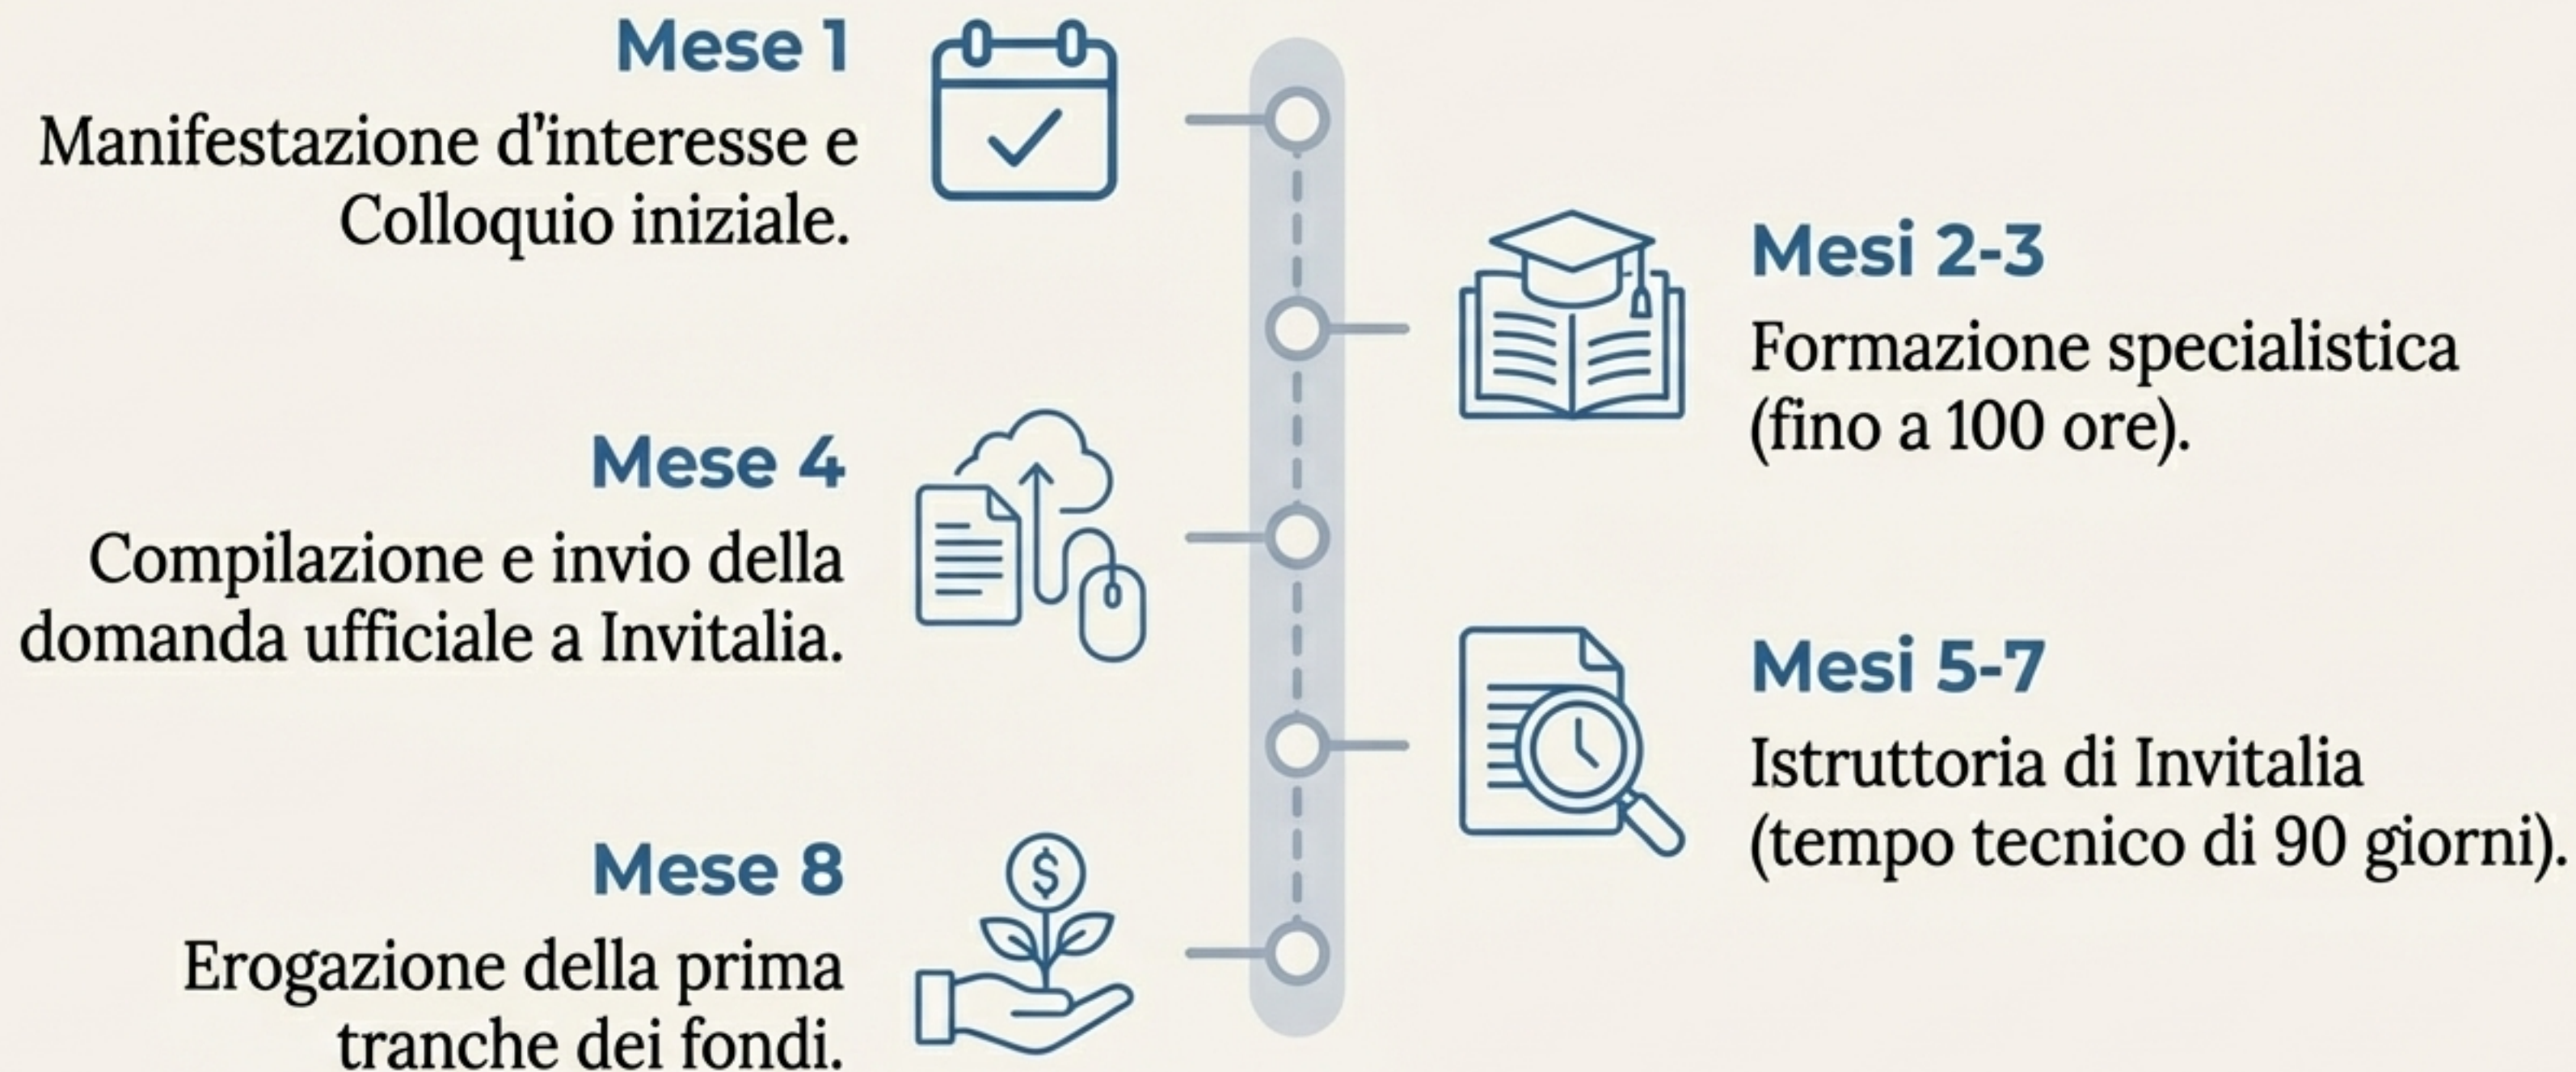 Mese 1
Manifestazione d'interesse e
Colloquio iniziale.
Mesi 2-3
Formazione specialistica
(fino a 100 ore).
Mese 4
Compilazione e invio della
domanda ufficiale a Invitalia.
Mesi 5-7
Istruttoria di Invitalia
(tempo tecnico di 90 giorni).
Mese 8
$
Erogazione della prima
tranche dei fondi.